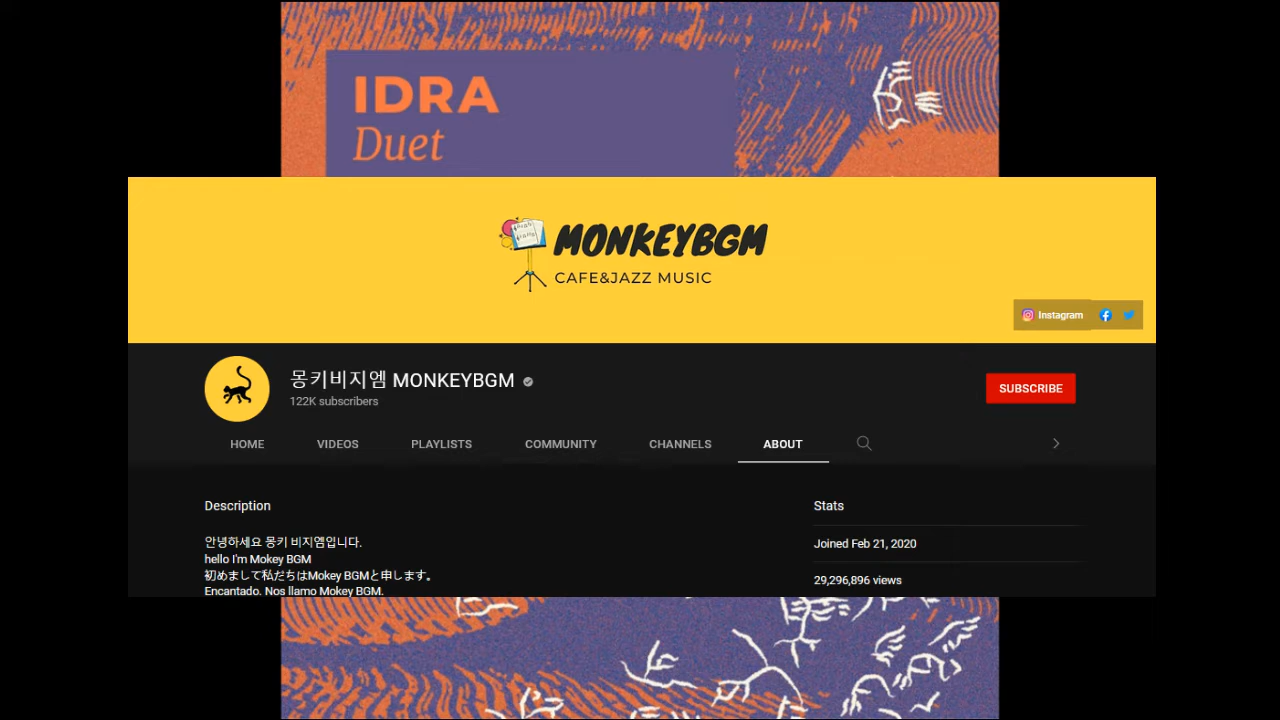 IDRA
Duet
MONKEYBGM
CAFE&JAZZ MUSIC
Instagram
몽키비지엠 MONKEYBGM
122K subscribers
SUBSCRIBE
HOME
VIDEOS
PLAYLISTS
COMMUNITY
CHANNELS
ABOUT
Description
안녕하세요 몽키 비지엠입니다.
hello I'm Mokey BGM
初めまして私だちはMokey BGMと申します。
Encantado. Nos llamo Mokey BGM.
Stats
Joined Feb 21, 2020
29,296,896 views